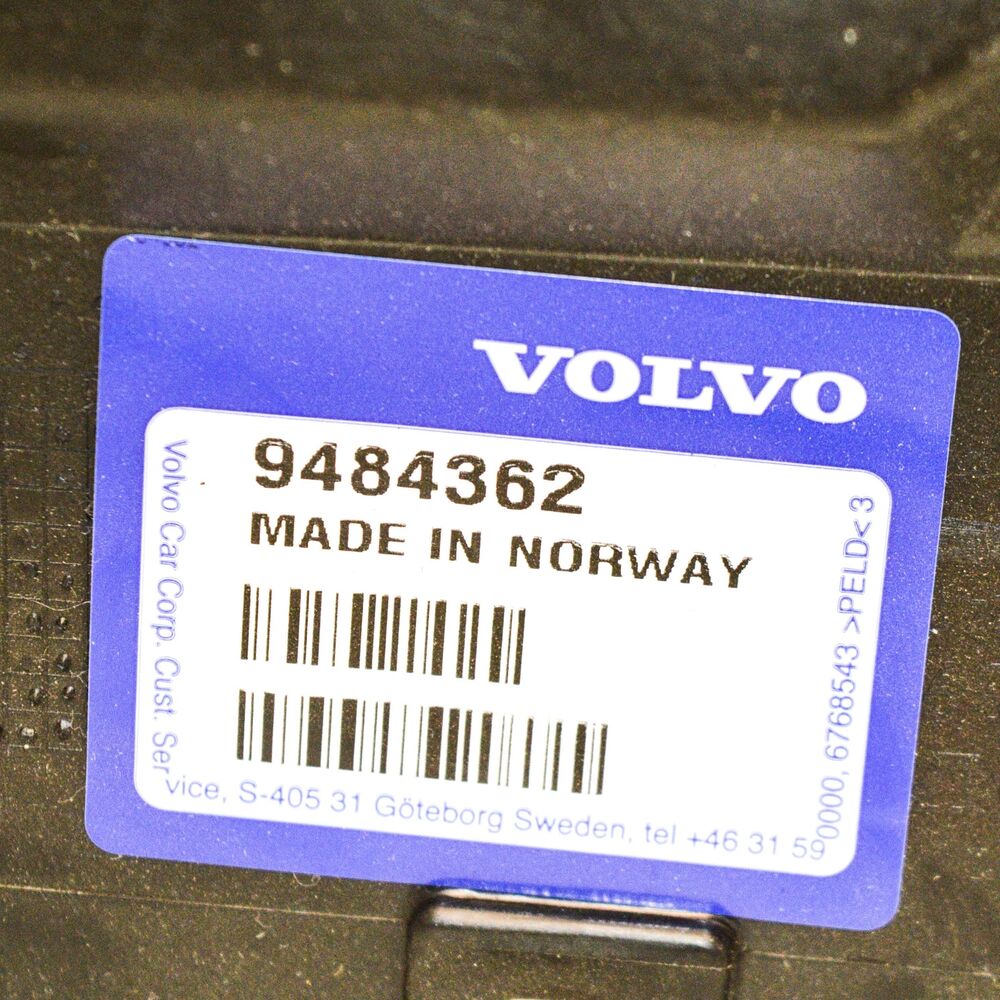 VOLVO
9484362
MADE IN NORWAY
Volvo Car Corp. Cust. Service, S-405 31 Göteborg Sweden, tel +46 31 590000, 6768543 >PELD< 3